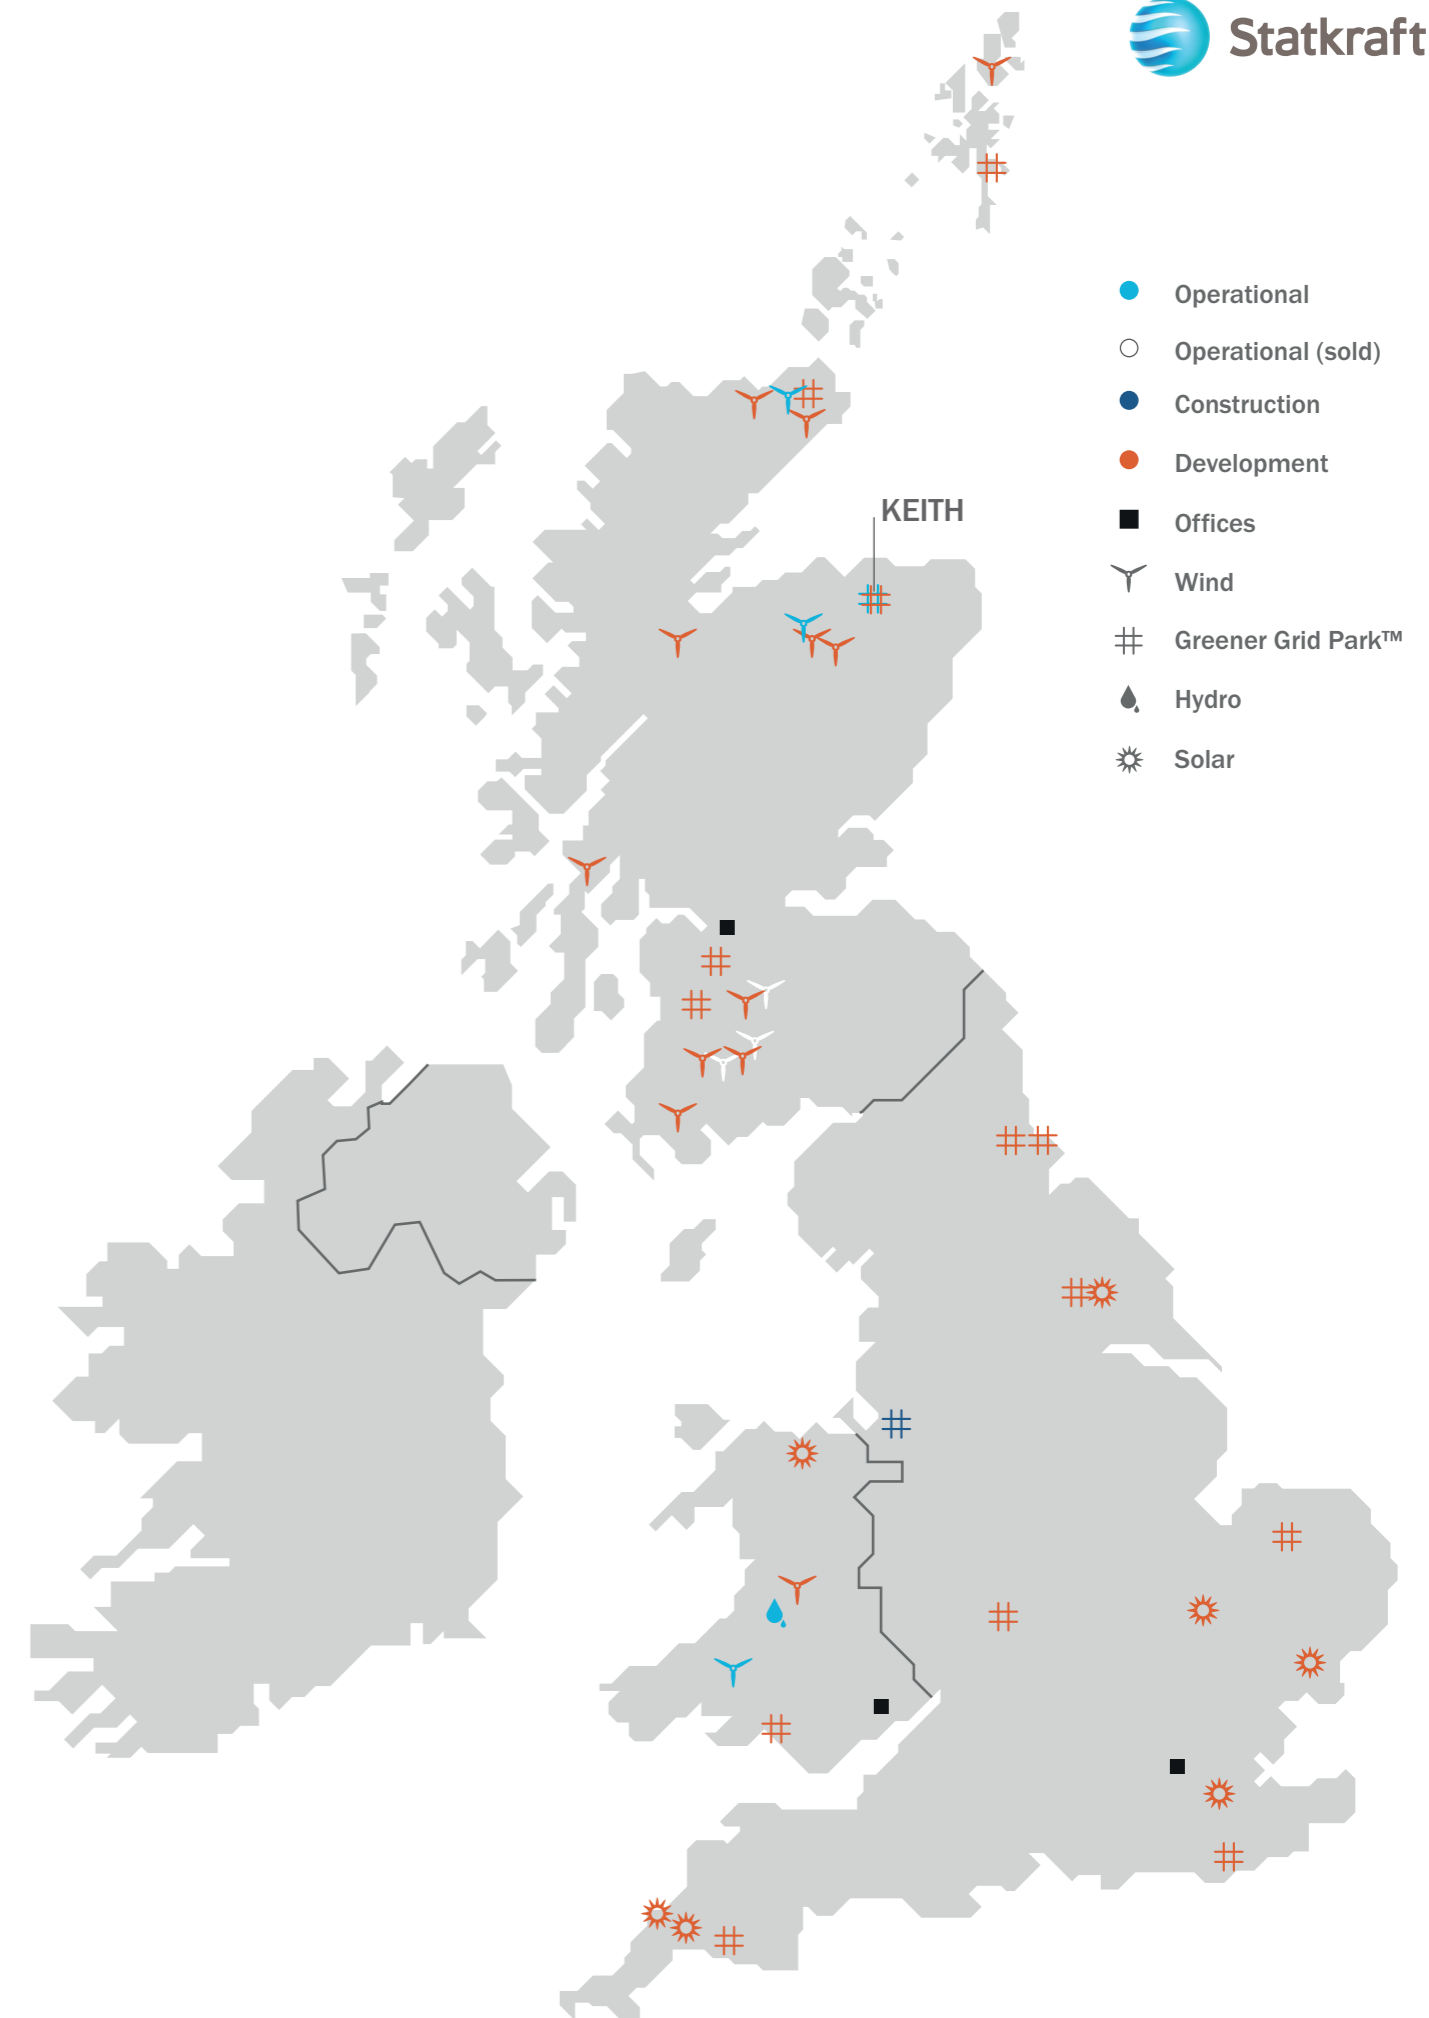 Statkraft
Operational
Operational (sold)
Construction
Development
KEITH
Offices
Wind
Greener Grid Park™
Hydro
Solar